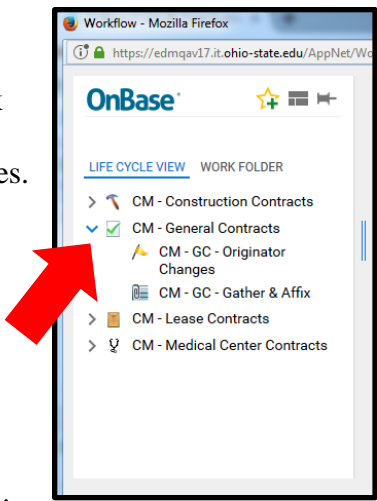 Workflow - Mozilla Firefox
https://edmqav17.it.ohio-state.edu/AppNet/Wo
OnBase
es.
LIFE CYCLE VIEW WORK FOLDER
CM - Construction Contracts
CM - General Contracts
CM - GC - Originator
Changes
CM - GC - Gather & Affix
CM - Lease Contracts
CM - Medical Center Contracts